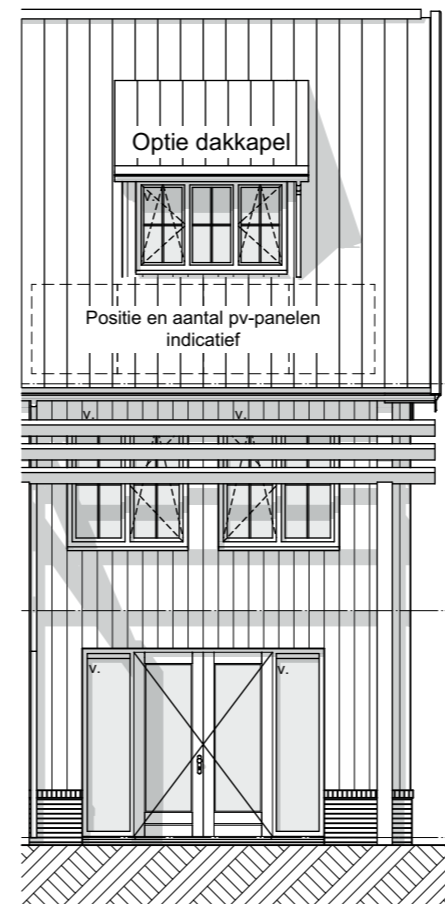 Optie dakkapel
v.
Positie en aantal pv-panelen
indicatief
v. v.
v. v.